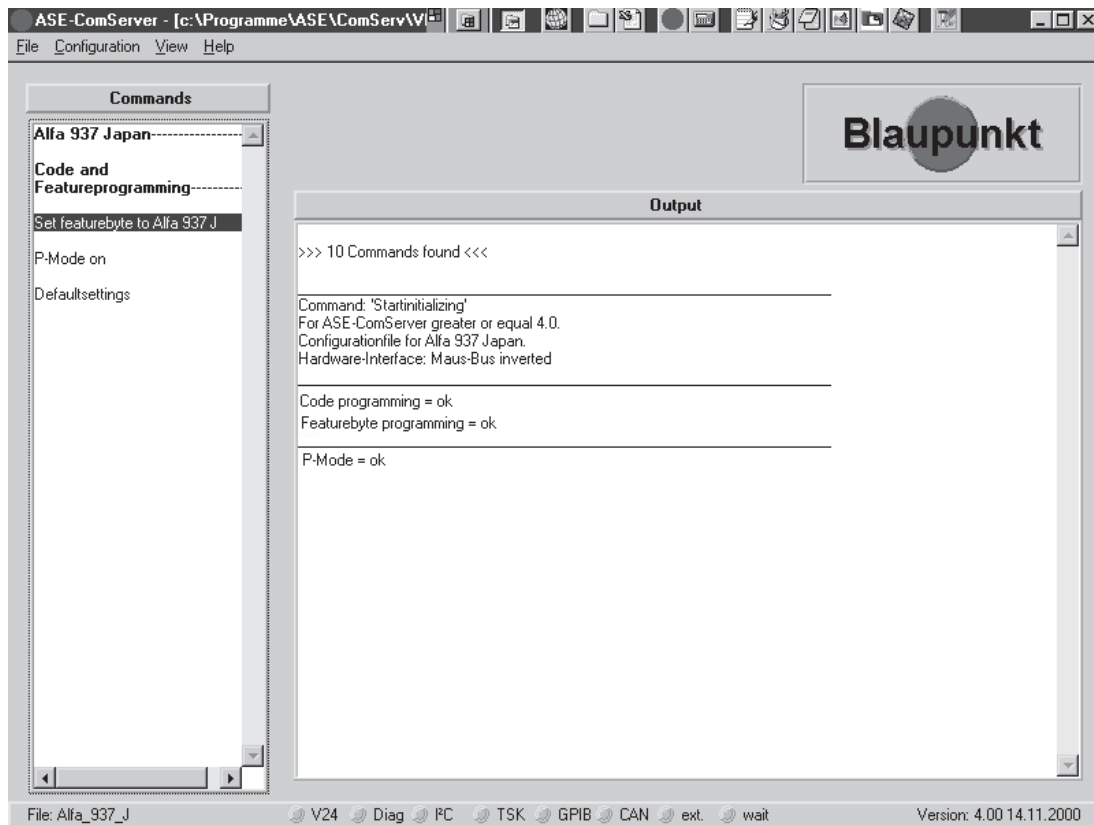 ASE-ComServer - [c:\Programme\ASE\ComServ\V
File Configuration View Help
Commands
Alfa 937 Japan----------------
Code and
Featureprogramming---------
Set featurebyte to Alfa 937 J
P-Mode on
Defaultsettings
Blaupunkt
Output
>>> 10 Commands found <<<
Command: 'Startinitializing'
For ASE-ComServer greater or equal 4.0.
Configurationfile for Alfa 937 Japan.
Hardware-Interface: Maus-Bus inverted
Code programming = ok
Featurebyte programming = ok
P-Mode = ok
File: Alfa_937_J V24 Diag I²C TSK GPIB CAN ext. wait Version: 4.00 14.11.2000